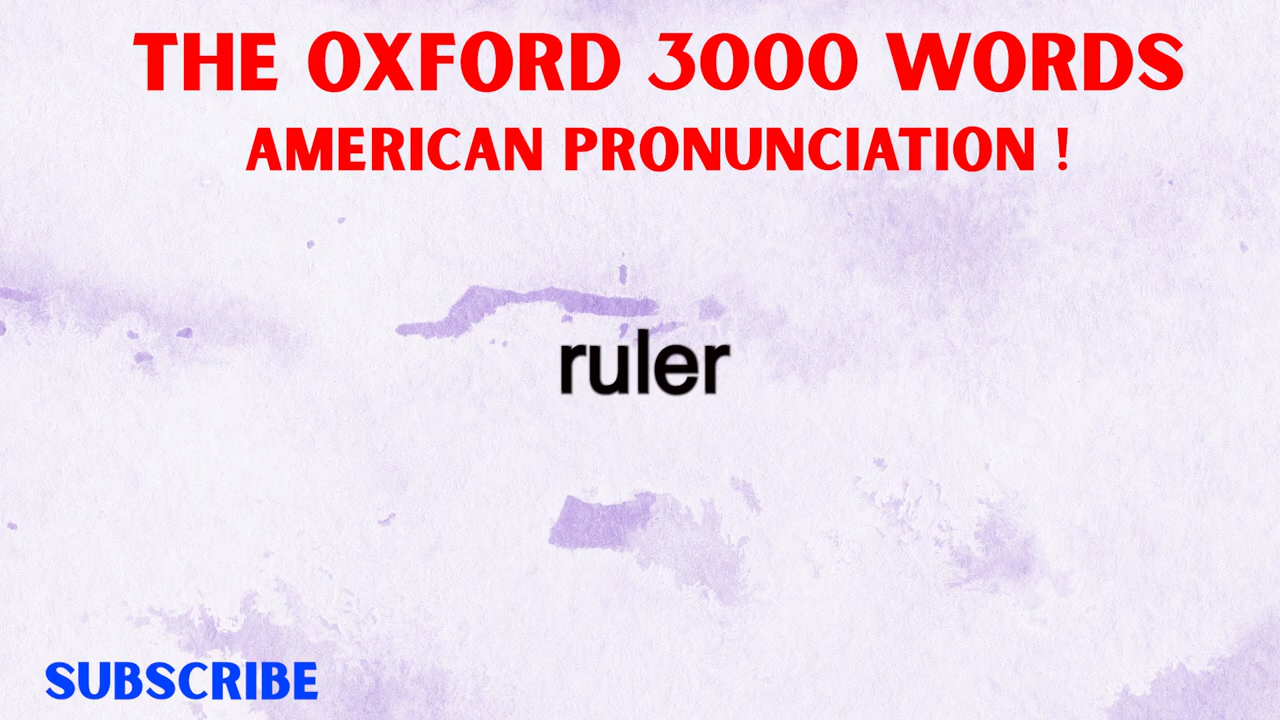 THE OXFORD 3000 WORDS
AMERICAN PRONUNCIATION !
ruler
SUBSCRIBE